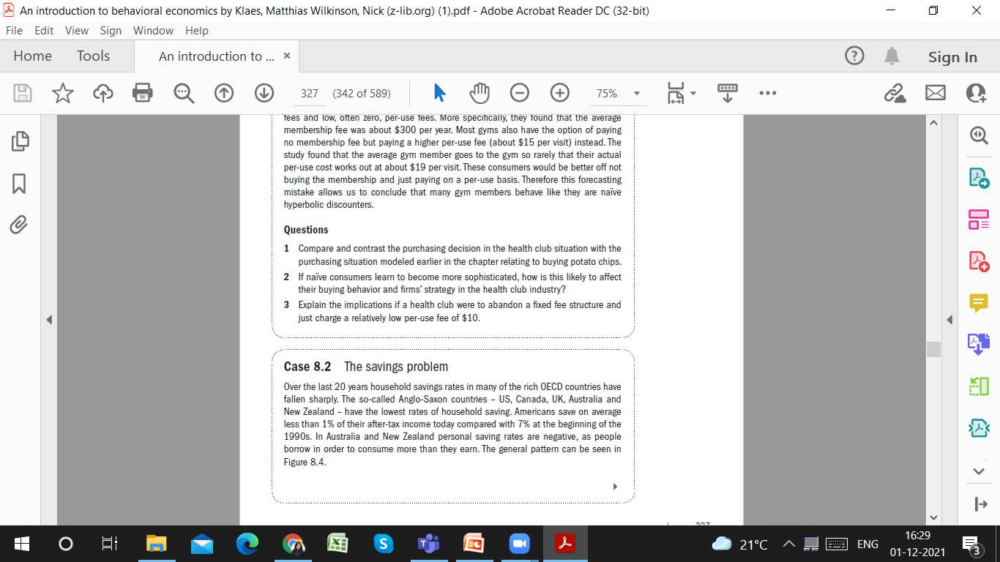 An introduction to behavioral economics by Klaes, Matthias Wilkinson, Nick (z-lib.org) (1).pdf - Adobe Acrobat Reader DC (32-bit)
File Edit View Sign Window Help
Home Tools An introduction to ... × Sign In
327 (342 of 589) 75%
fees and low, often zero, per-use fees. More specifically, they found that the average
membership fee was about $300 per year. Most gyms also have the option of paying
no membership fee but paying a higher per-use fee (about $15 per visit) instead. The
study found that the average gym member goes to the gym so rarely that their actual
per-use cost works out at about $19 per visit. These consumers would be better off not
buying the membership and just paying on a per-use basis. Therefore this forecasting
mistake allows us to conclude that many gym members behave like they are naïve
hyperbolic discounters.
Questions
1 Compare and contrast the purchasing decision in the health club situation with the
purchasing situation modeled earlier in the chapter relating to buying potato chips.
2 If naïve consumers learn to become more sophisticated, how is this likely to affect
their buying behavior and firms' strategy in the health club industry?
3 Explain the implications if a health club were to abandon a fixed fee structure and
just charge a relatively low per-use fee of $10.
Case 8.2 The savings problem
Over the last 20 years household savings rates in many of the rich OECD countries have
fallen sharply. The so-called Anglo-Saxon countries – US, Canada, UK, Australia and
New Zealand – have the lowest rates of household saving. Americans save on average
less than 1% of their after-tax income today compared with 7% at the beginning of the
1990s. In Australia and New Zealand personal saving rates are negative, as people
borrow in order to consume more than they earn. The general pattern can be seen in
Figure 8.4.
327
21°C ENG 16:29
01-12-2021
3